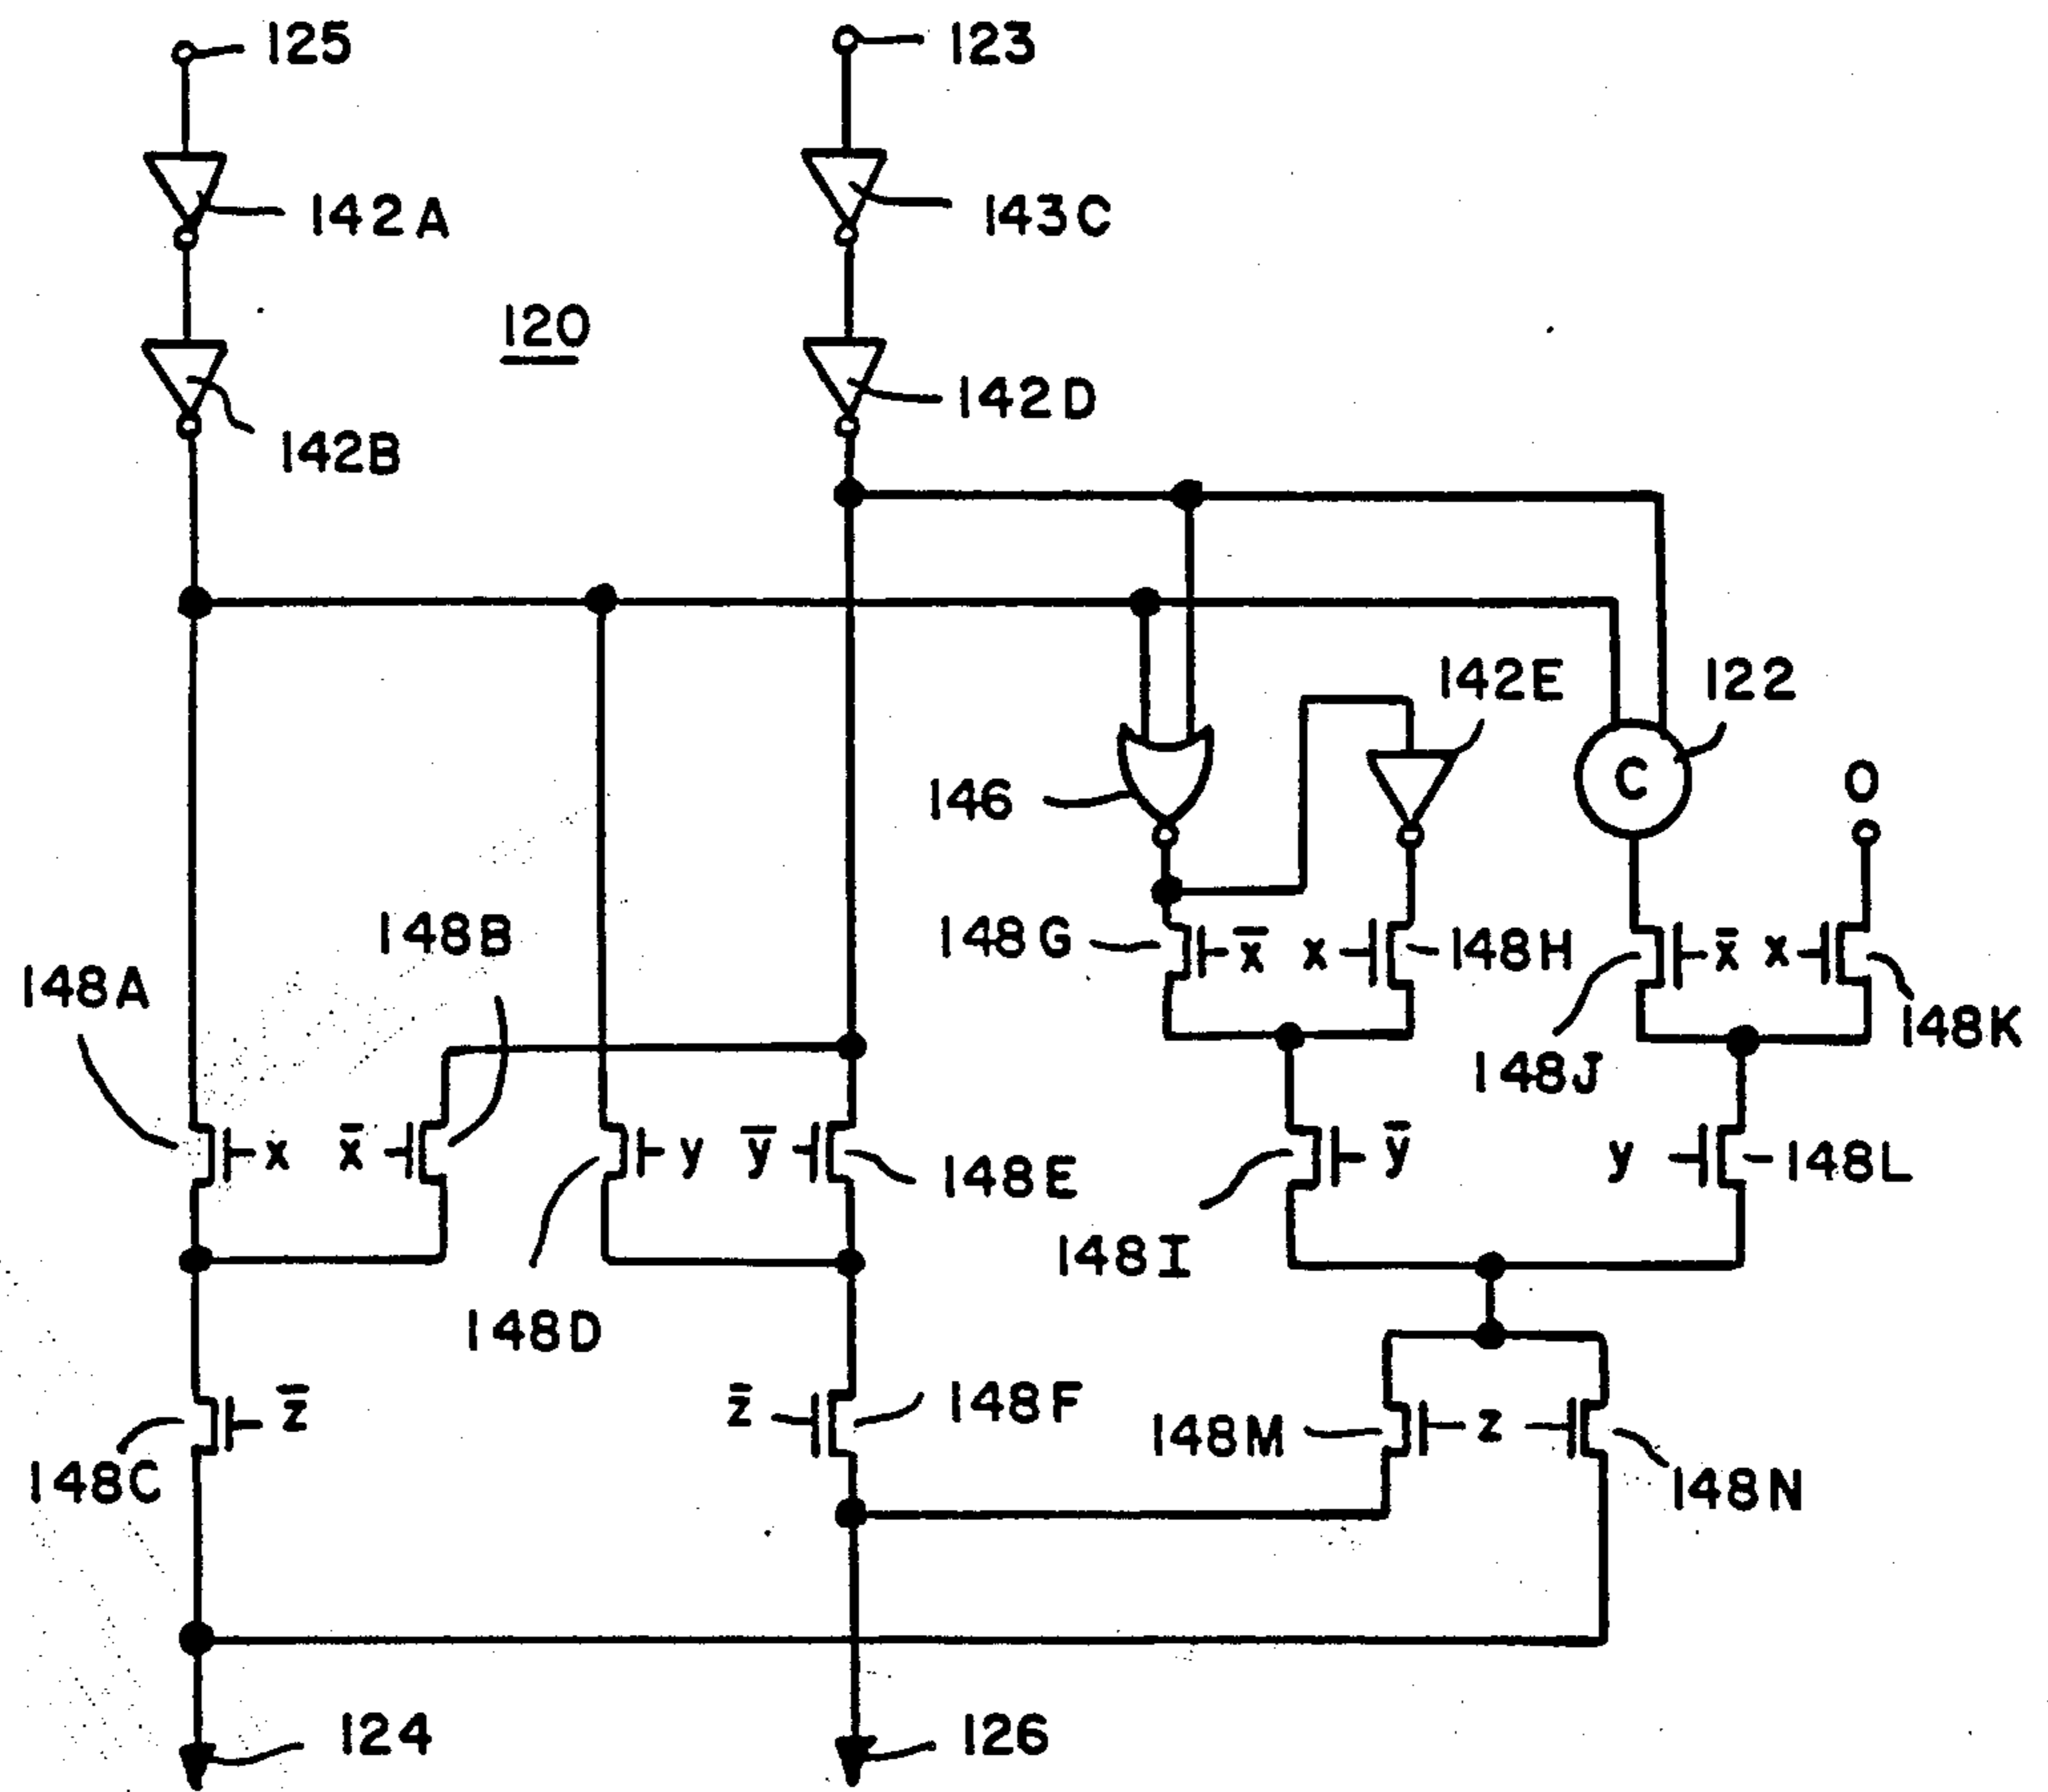 125
123
142A
143C
120
142B
142D
142E
122
C
O
146
148B
148G
x̄
x
148H
x̄
x
148K
148A
148J
x
x̄
y
ȳ
148E
ȳ
y
148L
148I
148D
z̄
148C
z̄
148F
148M
z
148N
124
126